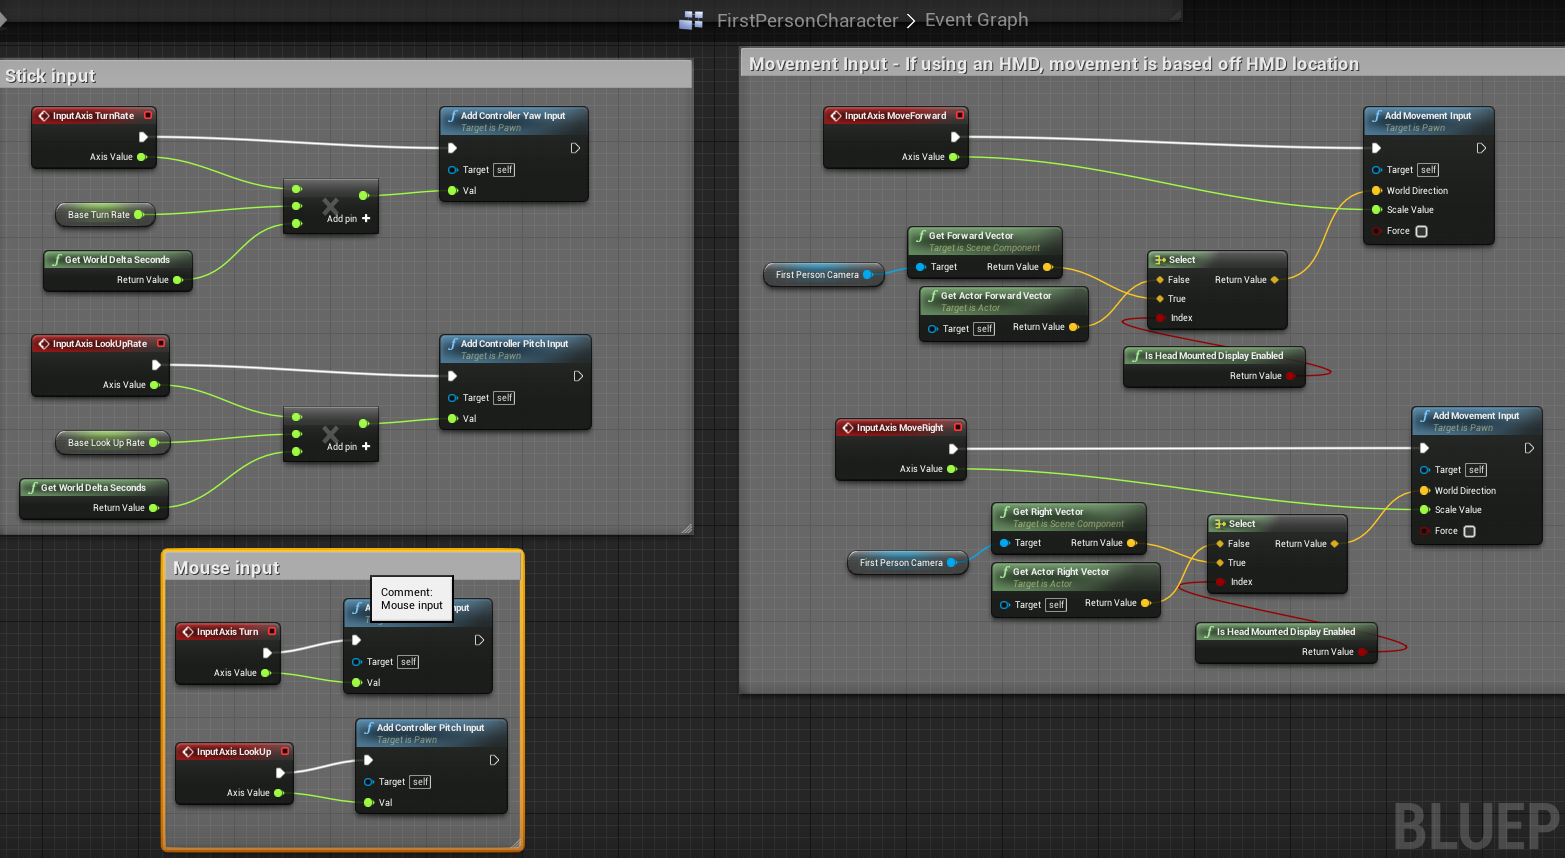 FirstPersonCharacter > Event Graph
Stick input
InputAxis TurnRate
Axis Value
Base Turn Rate
Get World Delta Seconds
Return Value
Add pin +
Add Controller Yaw Input
Target is Pawn
Target self
Val
InputAxis LookUpRate
Axis Value
Base Look Up Rate
Get World Delta Seconds
Return Value
Add pin +
Add Controller Pitch Input
Target is Pawn
Target self
Val
Mouse input
Comment:
Mouse input
InputAxis Turn
Axis Value
Target self
Val
InputAxis LookUp
Axis Value
Add Controller Pitch Input
Target is Pawn
Target self
Val
Movement Input - If using an HMD, movement is based off HMD location
InputAxis MoveForward
Axis Value
Add Movement Input
Target is Pawn
Target self
World Direction
Scale Value
Force
First Person Camera
Get Forward Vector
Target is Scene Component
Target Return Value
Get Actor Forward Vector
Target is Actor
Target self Return Value
Select
False Return Value
True
Index
Is Head Mounted Display Enabled
Return Value
InputAxis MoveRight
Axis Value
Add Movement Input
Target is Pawn
Target self
World Direction
Scale Value
Force
First Person Camera
Get Right Vector
Target is Scene Component
Target Return Value
Get Actor Right Vector
Target is Actor
Target self Return Value
Select
False Return Value
True
Index
Is Head Mounted Display Enabled
Return Value
BLUEP